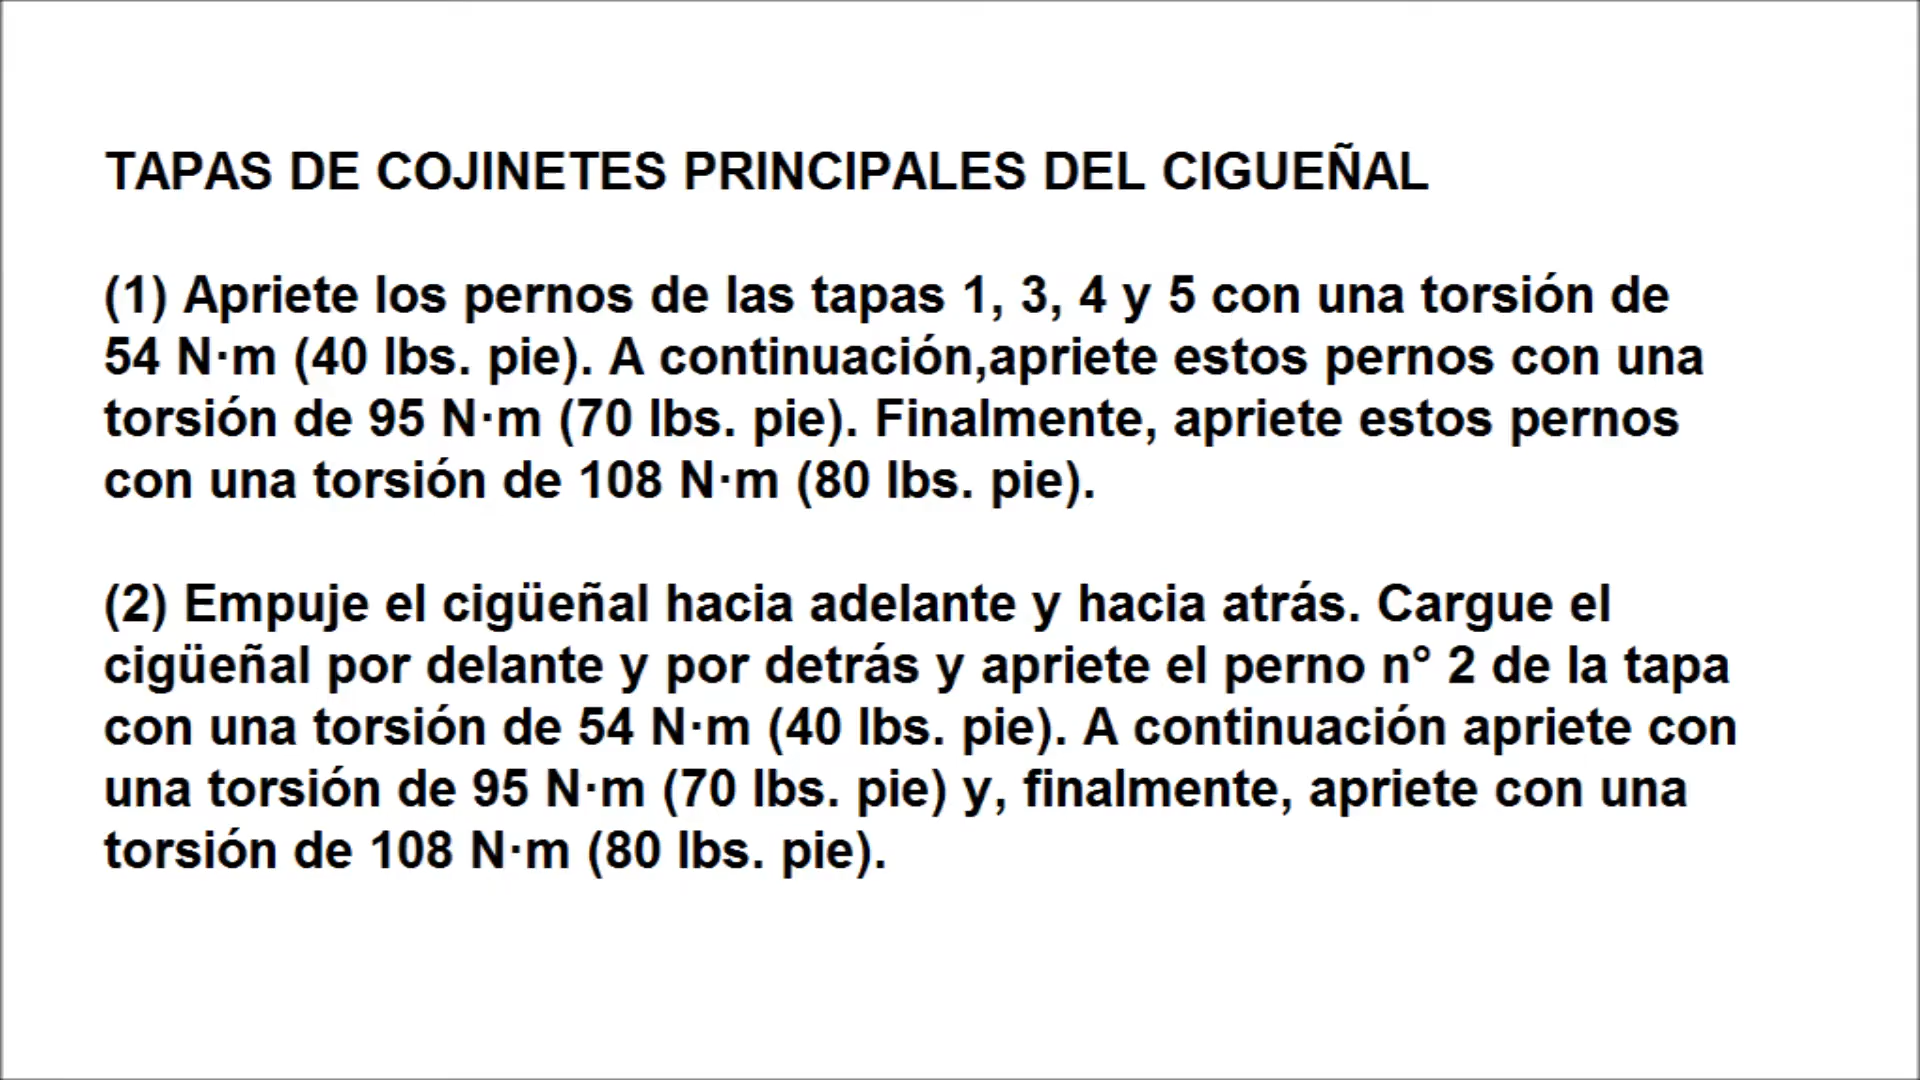 TAPAS DE COJINETES PRINCIPALES DEL CIGUEÑAL
(1) Apriete los pernos de las tapas 1, 3, 4 y 5 con una torsión de
54 N·m (40 lbs. pie). A continuación,apriete estos pernos con una
torsión de 95 N·m (70 lbs. pie). Finalmente, apriete estos pernos
con una torsión de 108 N·m (80 lbs. pie).
(2) Empuje el cigüeñal hacia adelante y hacia atrás. Cargue el
cigüeñal por delante y por detrás y apriete el perno n° 2 de la tapa
con una torsión de 54 N·m (40 lbs. pie). A continuación apriete con
una torsión de 95 N·m (70 lbs. pie) y, finalmente, apriete con una
torsión de 108 N·m (80 lbs. pie).